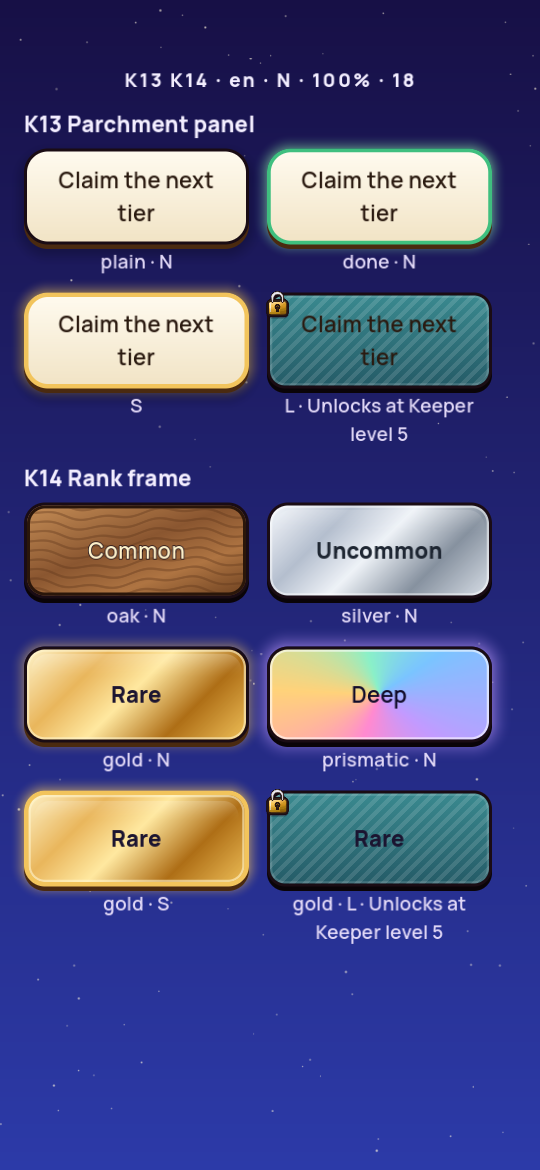 K13 K14 · en · N · 100% · 18
K13 Parchment panel
Claim the next
tier
Claim the next
tier
plain · N
done · N
Claim the next
tier
Claim the next
tier
S
L · Unlocks at Keeper
level 5
K14 Rank frame
Common
Uncommon
oak · N
silver · N
Rare
Deep
gold · N
prismatic · N
Rare
Rare
gold · S
gold · L · Unlocks at
Keeper level 5